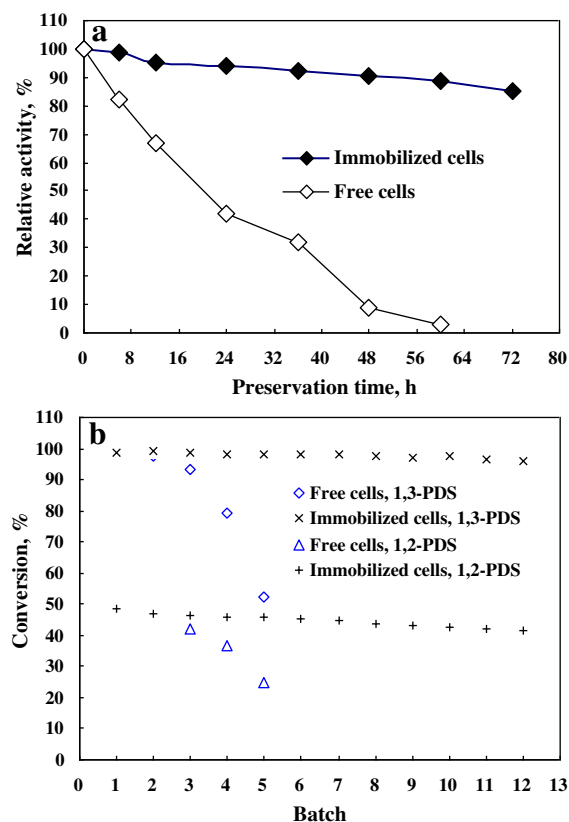 a
110
100
90
80
70
60
50
40
30
20
10
0
Relative activity, %
Immobilized cells
Free cells
0 8 16 24 32 40 48 56 64 72 80
Preservation time, h
b
110
100
90
80
70
60
50
40
30
20
10
0
Conversion, %
Free cells, 1,3-PDS
Immobilized cells, 1,3-PDS
Free cells, 1,2-PDS
Immobilized cells, 1,2-PDS
0 1 2 3 4 5 6 7 8 9 10 11 12 13
Batch